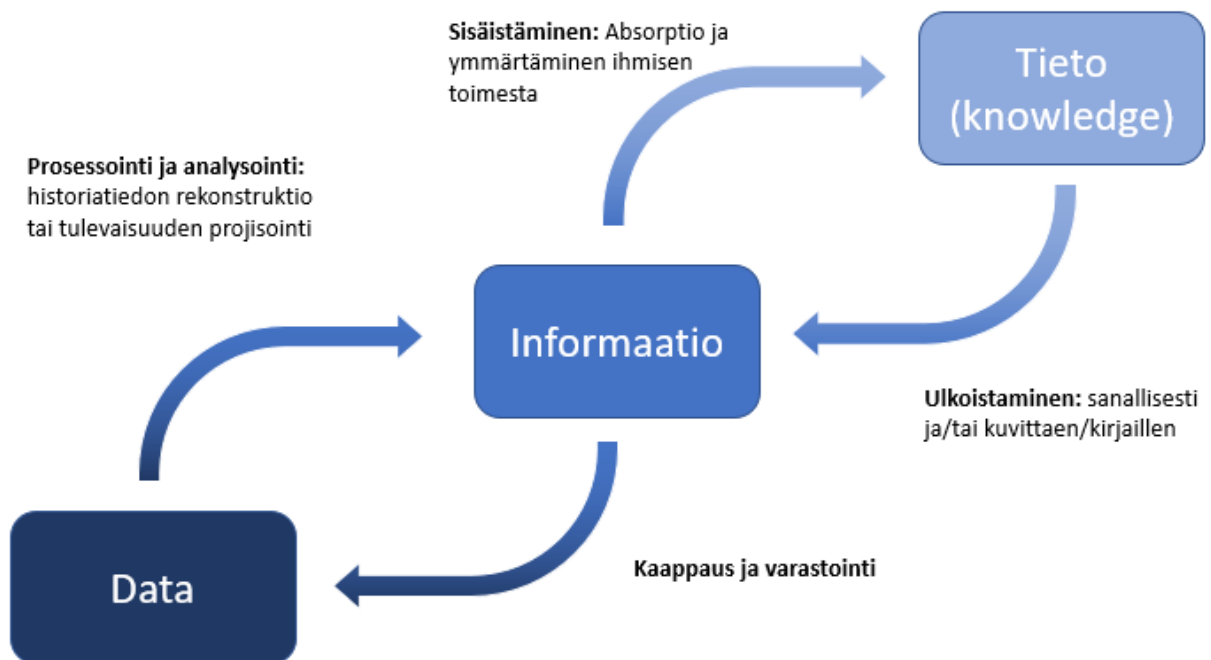 Sisäistäminen: Absorptio ja
ymmärtäminen ihmisen
toimesta
Tieto
(knowledge)
Prosessointi ja analysointi:
historiatiedon rekonstruktio
tai tulevaisuuden projisointi
Informaatio
Ulkoistaminen: sanallisesti
ja/tai kuvittaen/kirjaillen
Kaappaus ja varastointi
Data